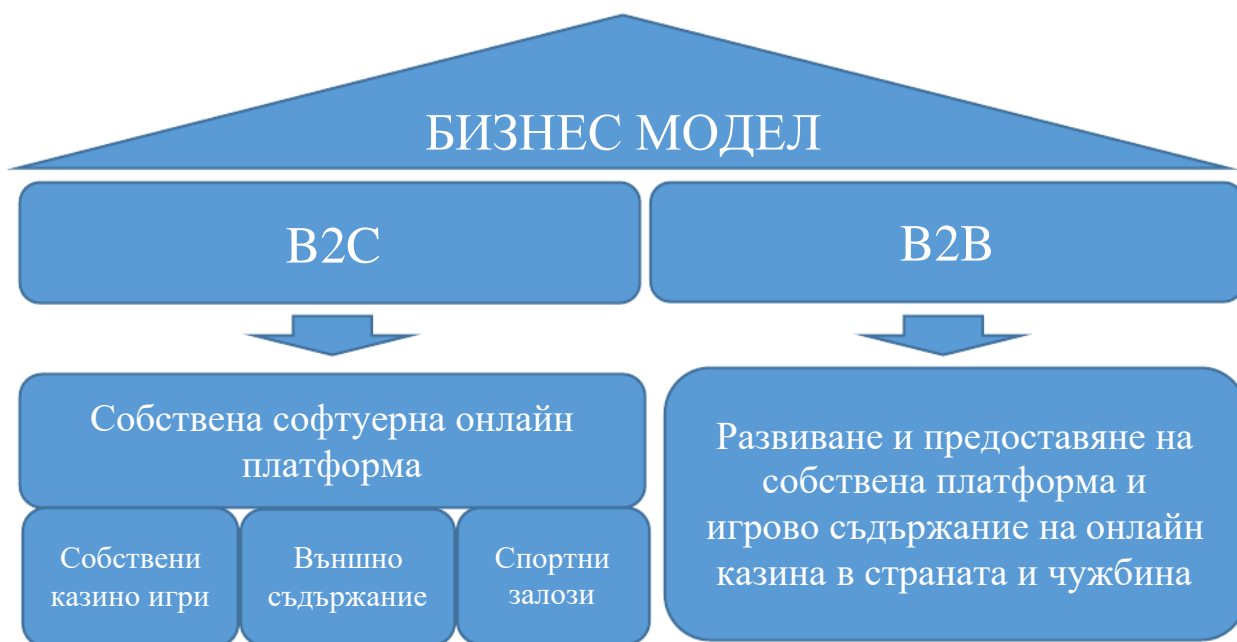 БИЗНЕС МОДЕЛ
B2C
B2B
Собствена софтуерна онлайн
платформа
Собствени
казино игри
Външно
съдържание
Спортни
залози
Развиване и предоставяне на
собствена платформа и
игрово съдържание на онлайн
казина в страната и чужбина